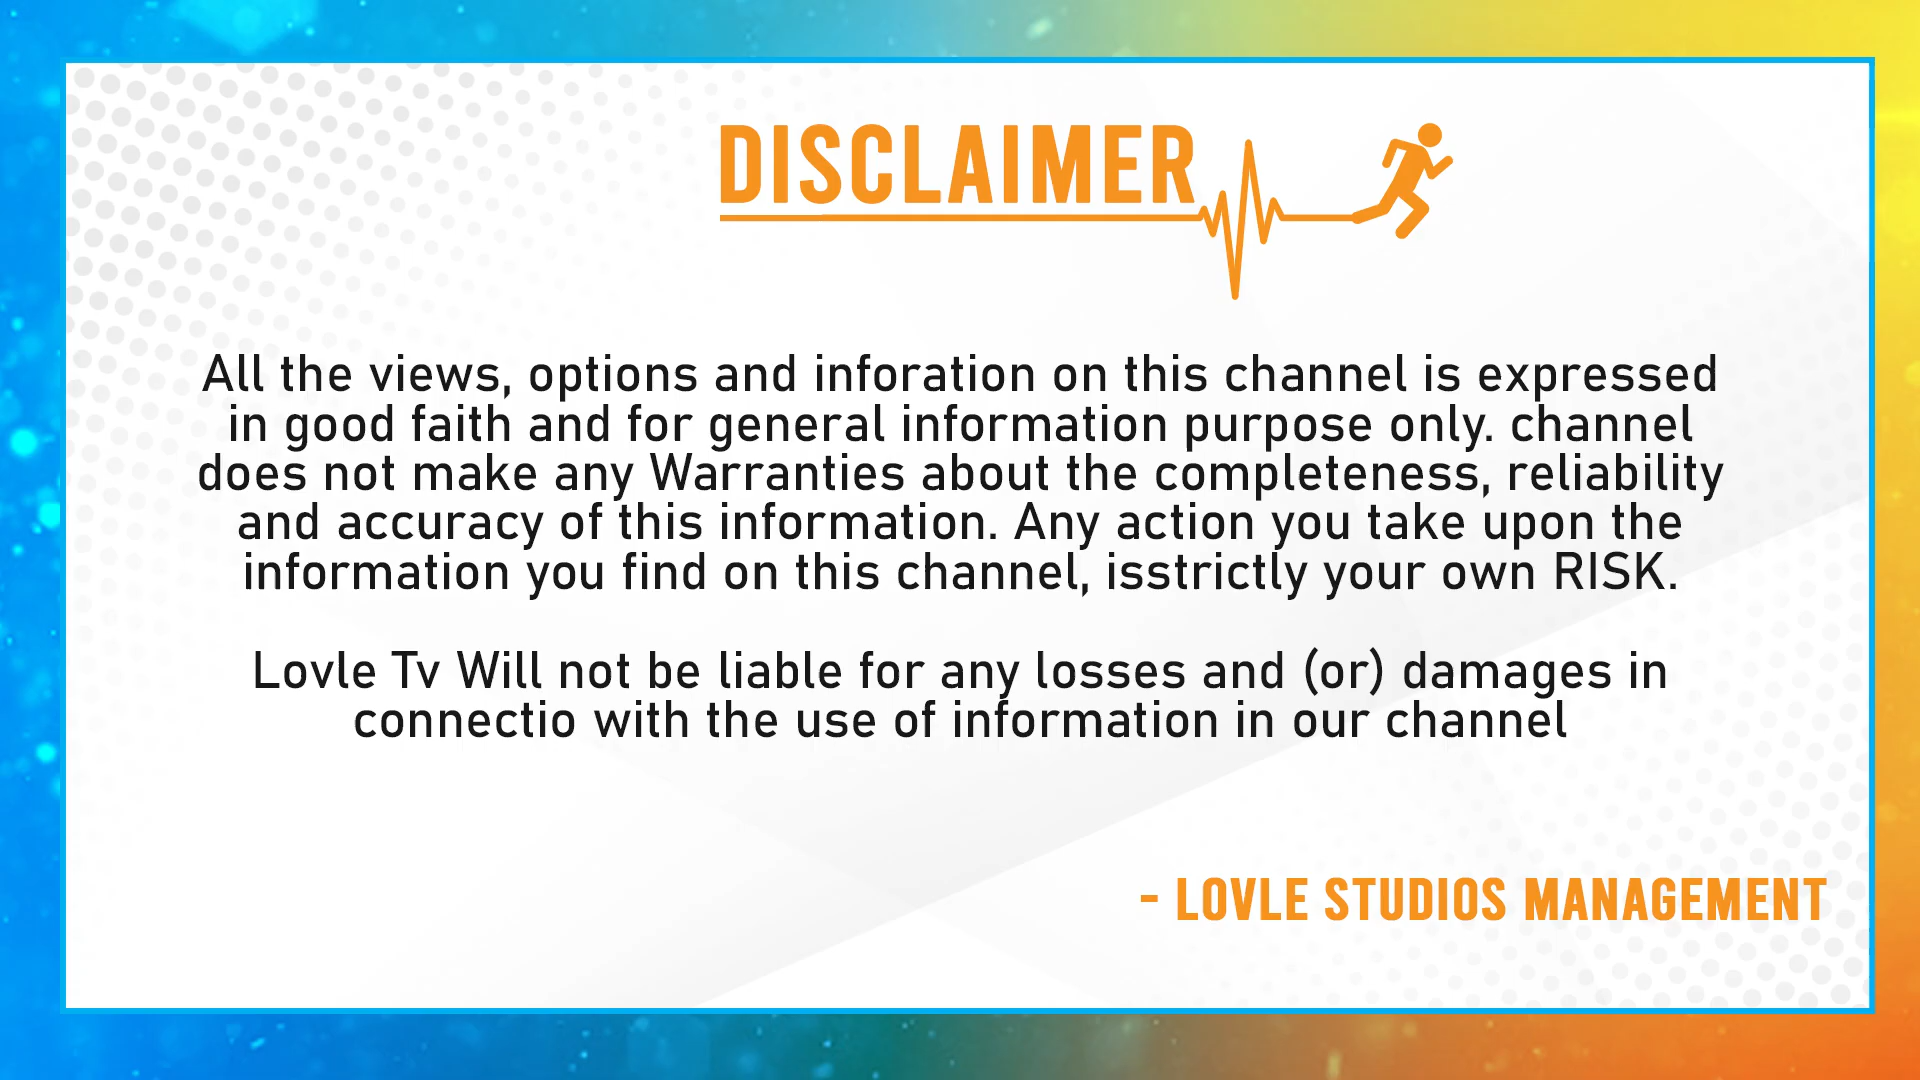 DISCLAIMER
All the views, options and inforation on this channel is expressed
in good faith and for general information purpose only. channel
does not make any Warranties about the completeness, reliability
and accuracy of this information. Any action you take upon the
information you find on this channel, isstrictly your own RISK.
Lovle Tv Will not be liable for any losses and (or) damages in
connectio with the use of information in our channel
- LOVLE STUDIOS MANAGEMENT